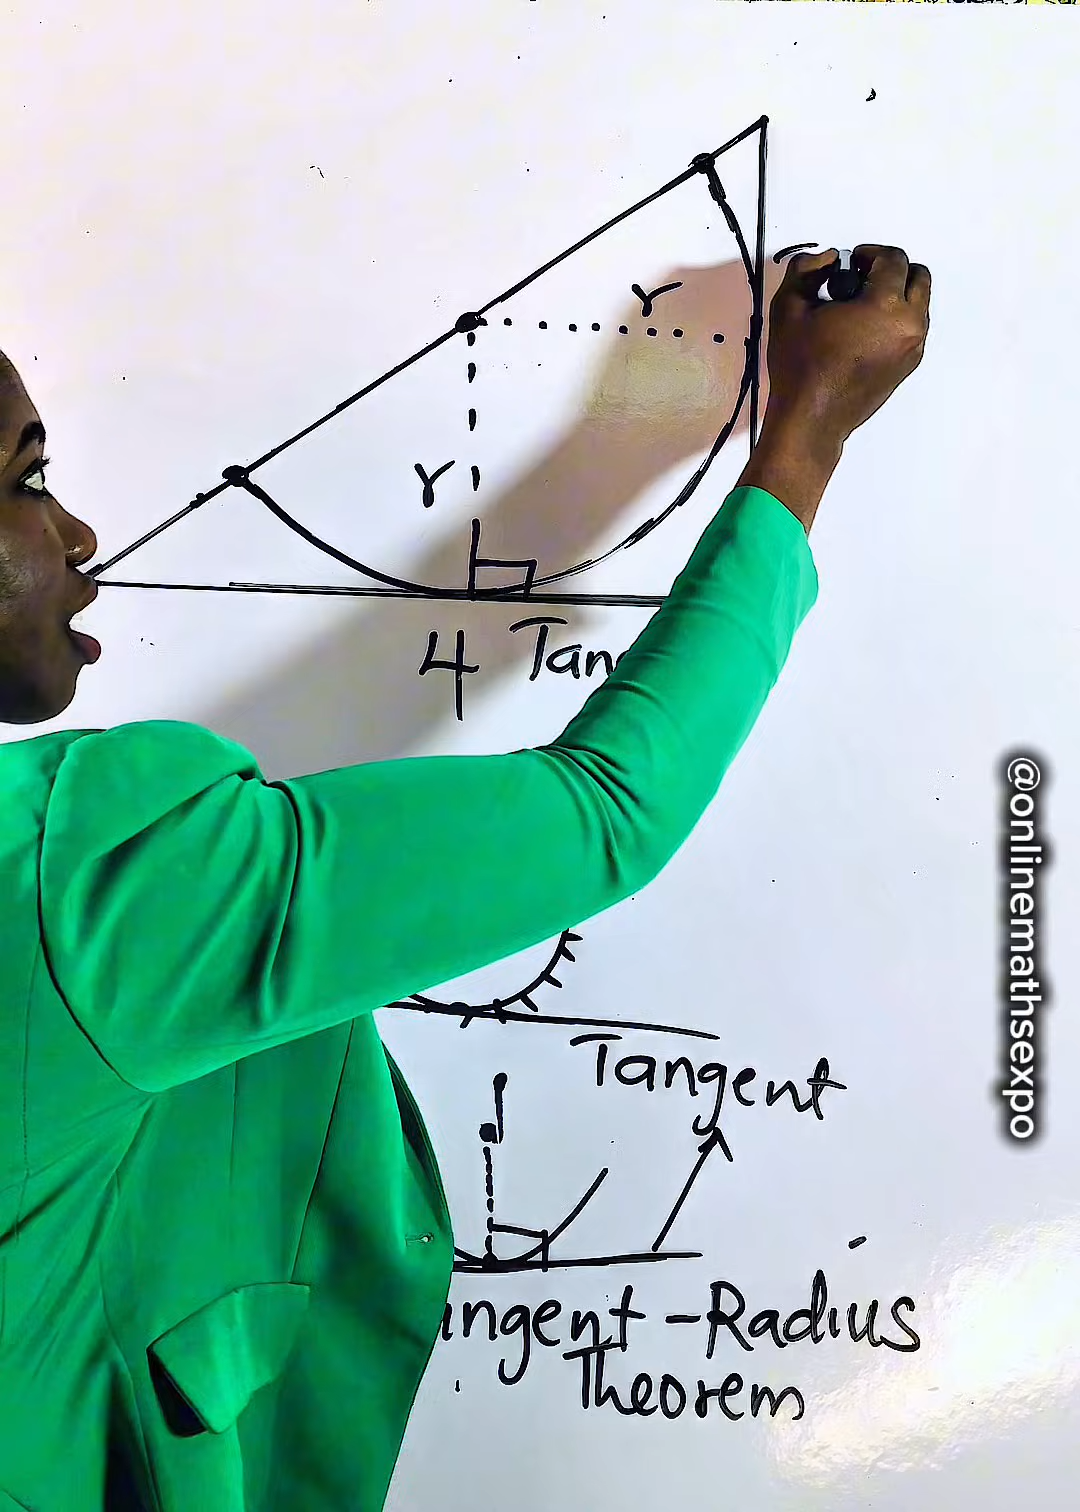 r
r
4 Tan
Tangent
ngent - Radius
Theorem
@onlinemathsexpo